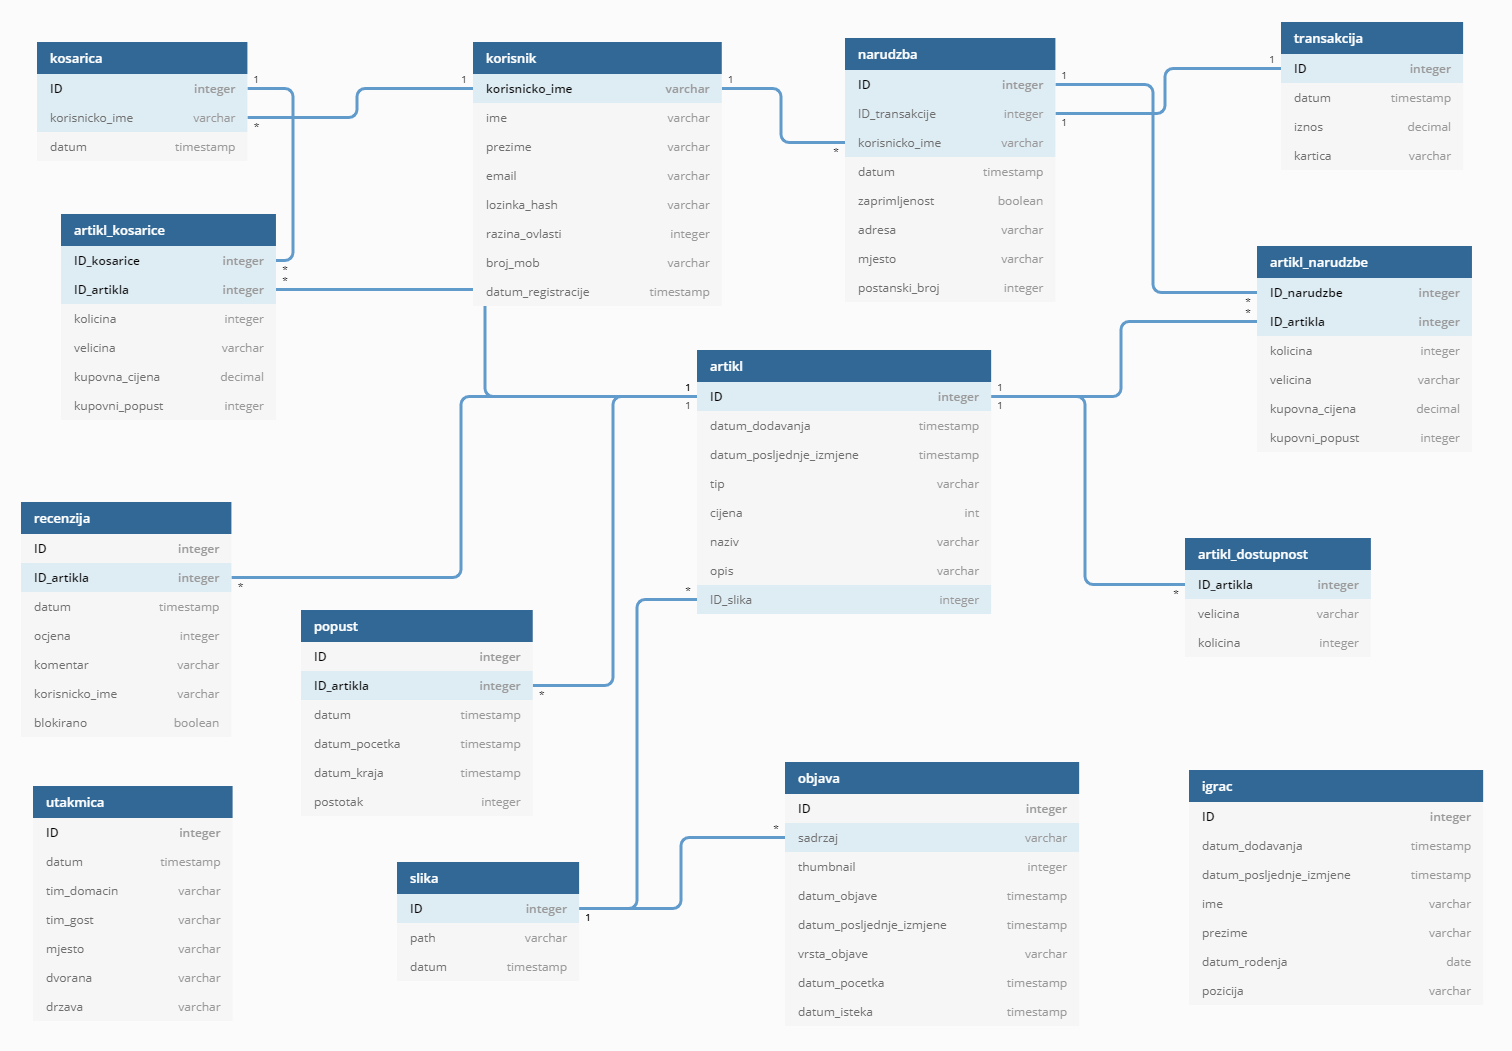 kosarica
ID integer
korisnicko_ime varchar
datum timestamp
1
*
korisnik
korisnicko_ime varchar
ime varchar
prezime varchar
email varchar
lozinka_hash varchar
razina_ovlasti integer
broj_mob varchar
datum_registracije timestamp
1
1
narudzba
ID integer
ID_transakcije integer
korisnicko_ime varchar
datum timestamp
zaprimljenost boolean
adresa varchar
mjesto varchar
postanski_broj integer
1
1
*
transakcija
ID integer
datum timestamp
iznos decimal
kartica varchar
1
artikl_kosarice
ID_kosarice integer
ID_artikla integer
kolicina integer
velicina varchar
kupovna_cijena decimal
kupovni_popust integer
*
*
artikl_narudzbe
ID_narudzbe integer
ID_artikla integer
kolicina integer
velicina varchar
kupovna_cijena decimal
kupovni_popust integer
*
*
artikl
ID integer
datum_dodavanja timestamp
datum_posljednje_izmjene timestamp
tip varchar
cijena int
naziv varchar
opis varchar
ID_slika integer
1
1
1
1
*
recenzija
ID integer
ID_artikla integer
datum timestamp
ocjena integer
komentar varchar
korisnicko_ime varchar
blokirano boolean
*
artikl_dostupnost
ID_artikla integer
velicina varchar
kolicina integer
*
popust
ID integer
ID_artikla integer
datum timestamp
datum_pocetka timestamp
datum_kraja timestamp
postotak integer
*
utakmica
ID integer
datum timestamp
tim_domacin varchar
tim_gost varchar
mjesto varchar
dvorana varchar
drzava varchar
slika
ID integer
path varchar
datum timestamp
1
objava
ID integer
sadrzaj varchar
thumbnail integer
datum_objave timestamp
datum_posljednje_izmjene timestamp
vrsta_objave varchar
datum_pocetka timestamp
datum_isteka timestamp
*
igrac
ID integer
datum_dodavanja timestamp
datum_posljednje_izmjene timestamp
ime varchar
prezime varchar
datum_rodenja date
pozicija varchar